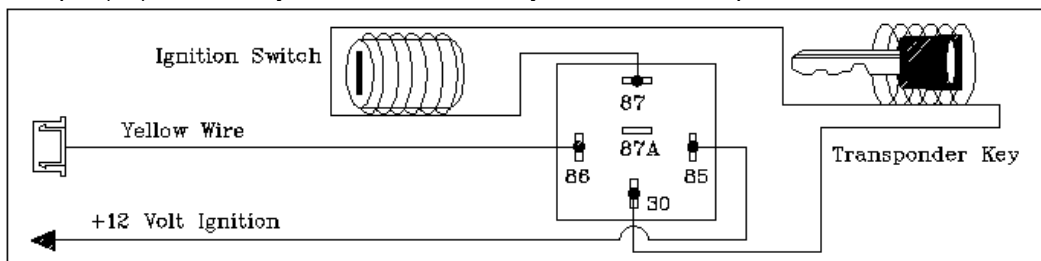 Ignition Switch
87
Yellow Wire
87A
86
85
Transponder Key
30
+12 Volt Ignition